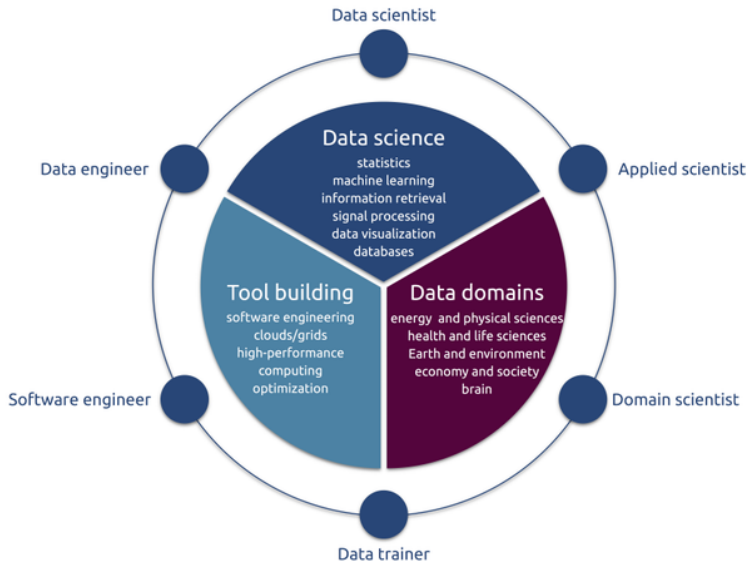 Data scientist
Data engineer
Applied scientist
Data science
statistics
machine learning
information retrieval
signal processing
data visualization
databases
Tool building
software engineering
clouds/grids
high-performance
computing
optimization
Data domains
energy and physical sciences
health and life sciences
Earth and environment
economy and society
brain
Software engineer
Domain scientist
Data trainer